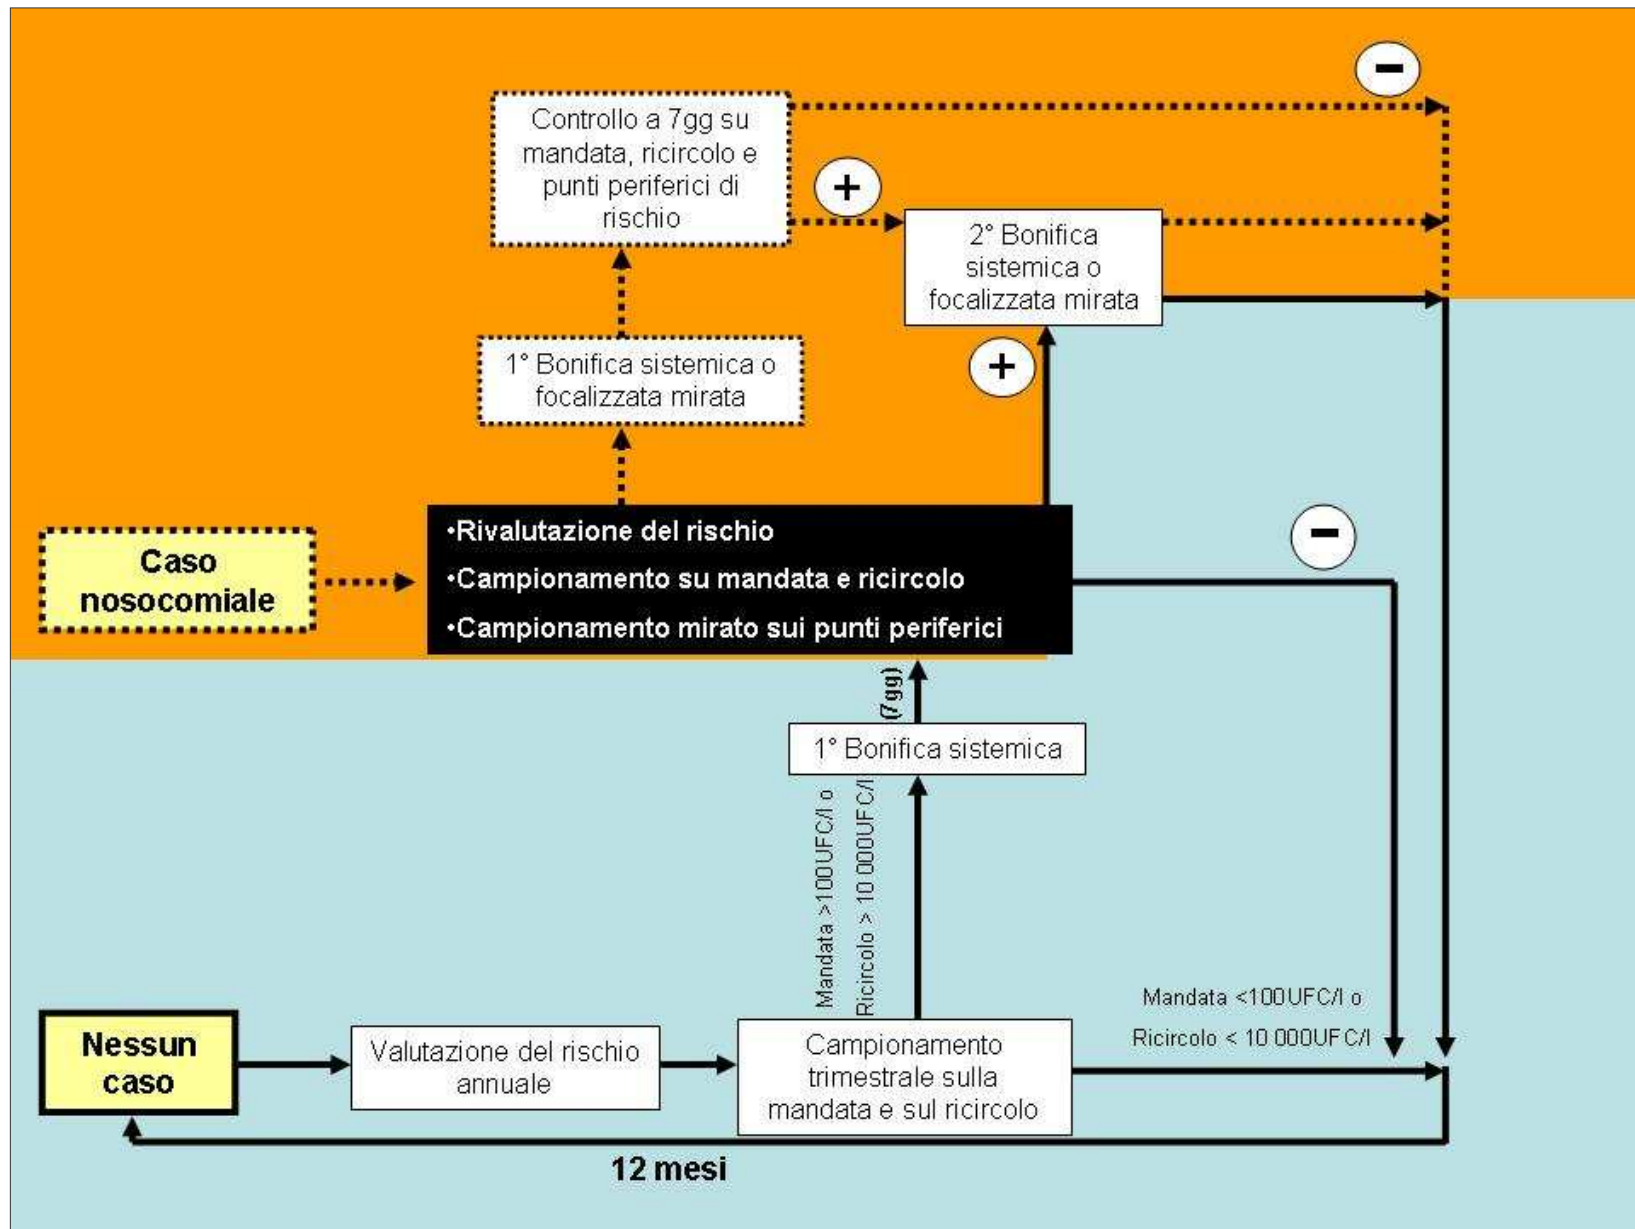 −
Controllo a 7gg su
mandata, ricircolo e
punti periferici di
rischio
+
2° Bonifica
sistemica o
focalizzata mirata
1° Bonifica sistemica o
focalizzata mirata
+
Caso
nosocomiale
•Rivalutazione del rischio
•Campionamento su mandata e ricircolo
•Campionamento mirato sui punti periferici
−
(7gg)
1° Bonifica sistemica
Mandata >100UFC/l o
Ricircolo > 10 000UFC/l
Mandata <100UFC/l o
Ricircolo < 10 000UFC/l
Nessun
caso
Valutazione del rischio
annuale
Campionamento
trimestrale sulla
mandata e sul ricircolo
12 mesi